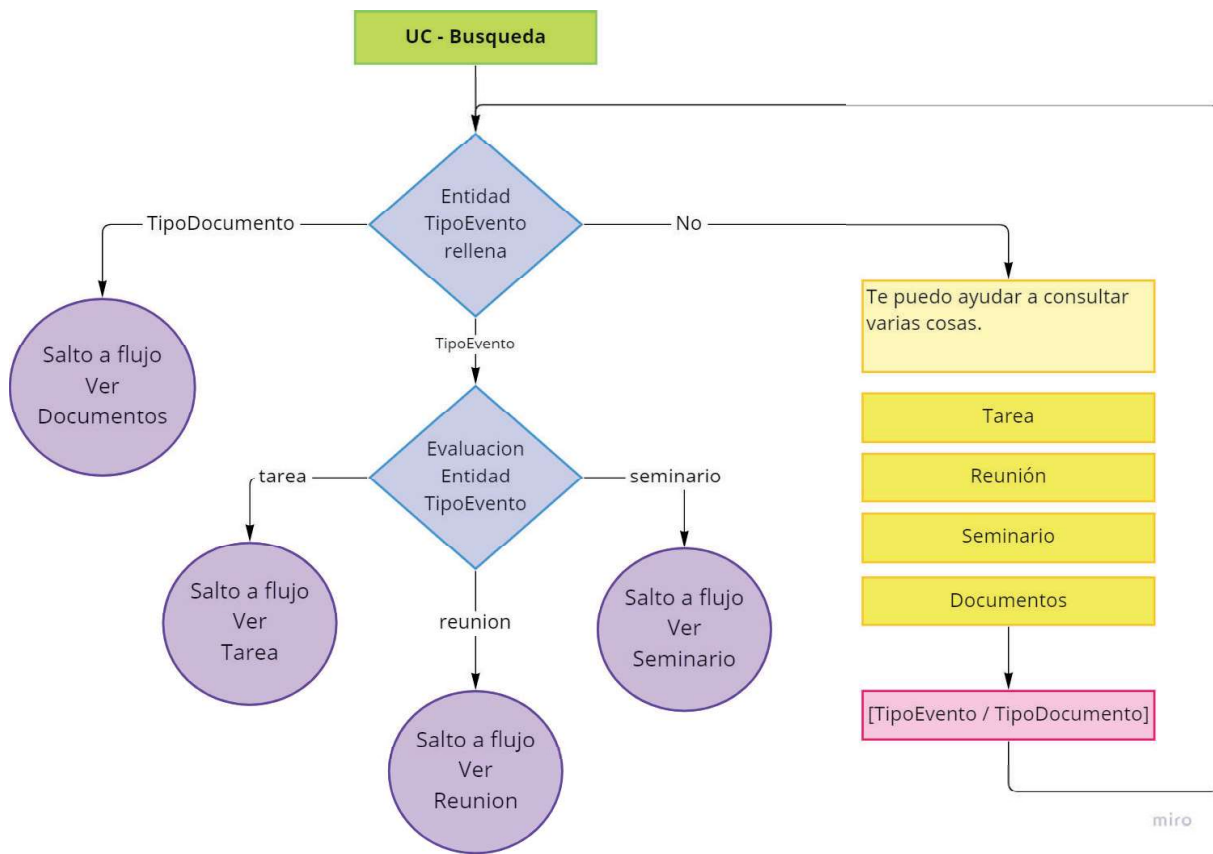 UC - Busqueda
Entidad
TipoEvento
rellena
TipoDocumento
No
TipoEvento
Te puedo ayudar a consultar
varias cosas.
Salto a flujo
Ver
Documentos
Tarea
Reunión
Seminario
Documentos
Evaluacion
Entidad
TipoEvento
tarea
seminario
reunion
Salto a flujo
Ver
Tarea
Salto a flujo
Ver
Seminario
Salto a flujo
Ver
Reunion
[TipoEvento / TipoDocumento]
miro